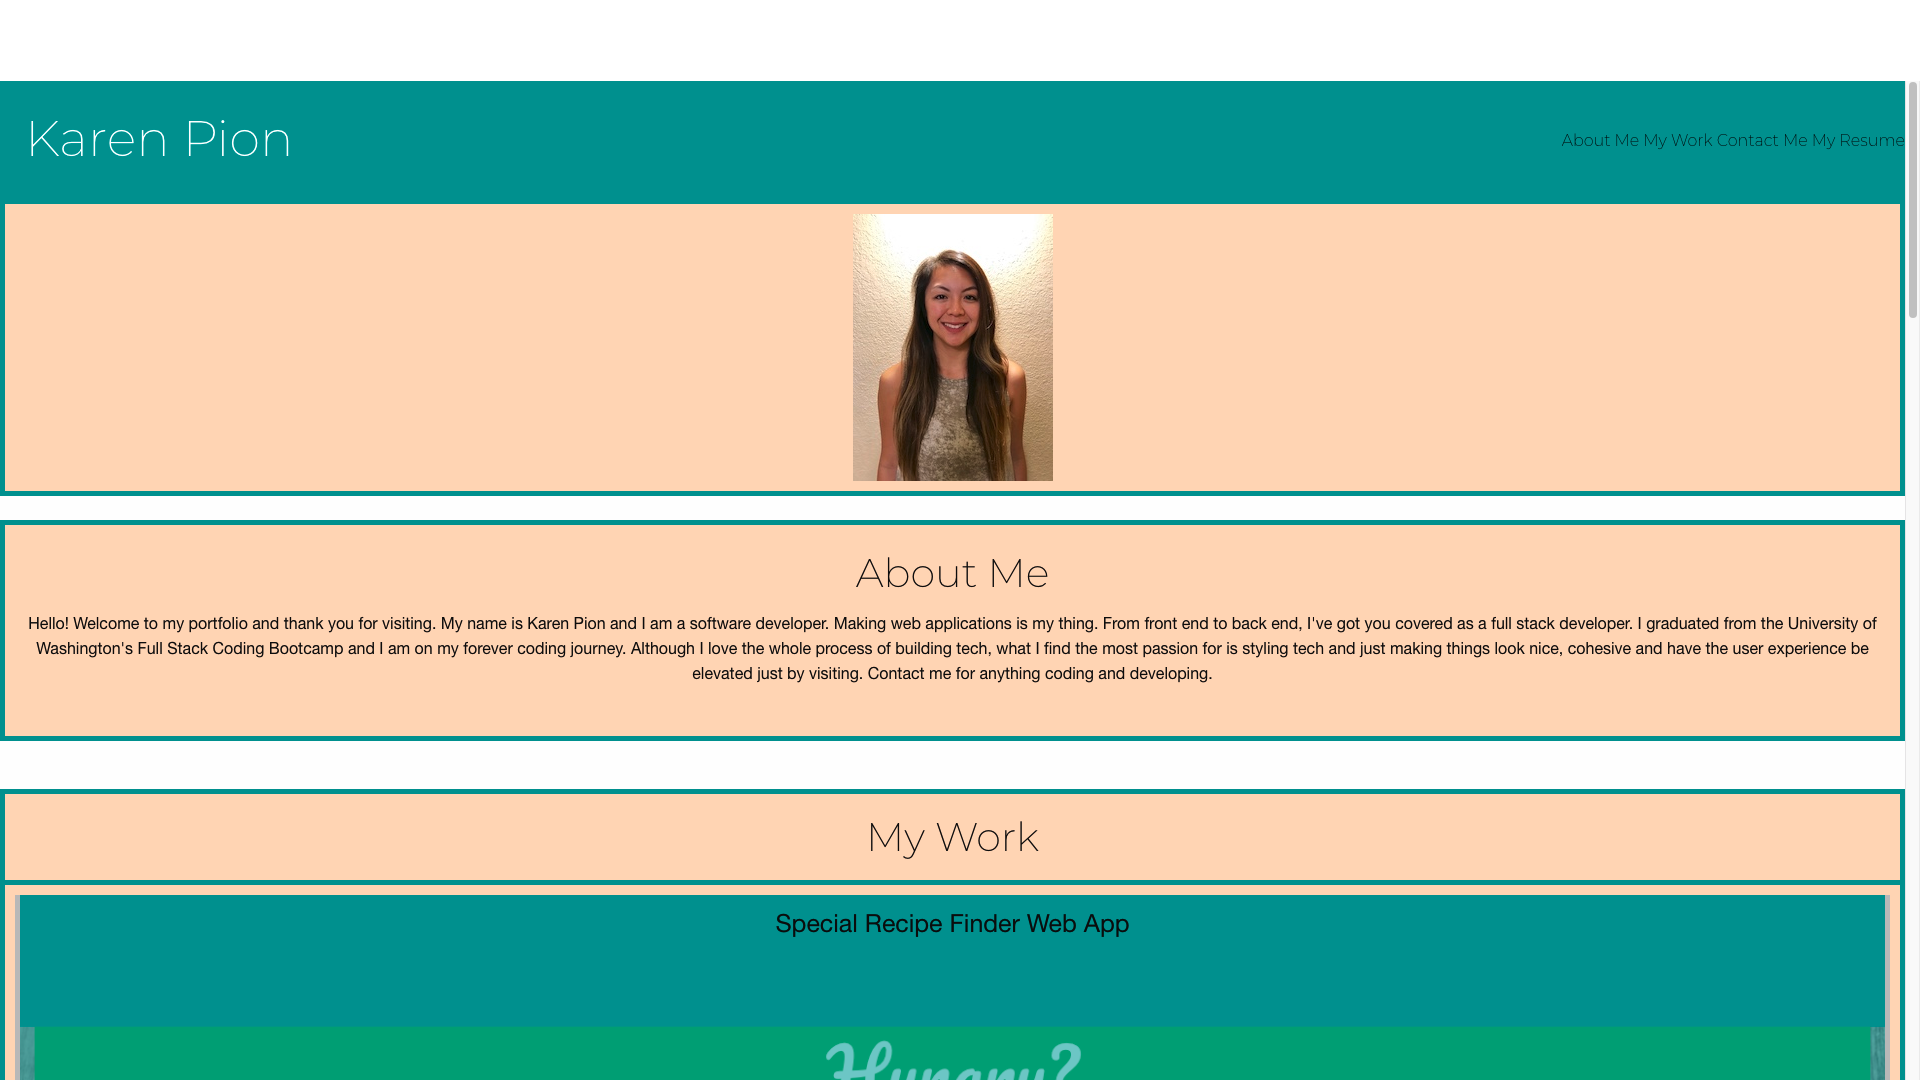 Karen Pion
About Me My Work Contact Me My Resume
About Me
Hello! Welcome to my portfolio and thank you for visiting. My name is Karen Pion and I am a software developer. Making web applications is my thing. From front end to back end, I've got you covered as a full stack developer. I graduated from the University of
Washington's Full Stack Coding Bootcamp and I am on my forever coding journey. Although I love the whole process of building tech, what I find the most passion for is styling tech and just making things look nice, cohesive and have the user experience be
elevated just by visiting. Contact me for anything coding and developing.
My Work
Special Recipe Finder Web App
Hungry?